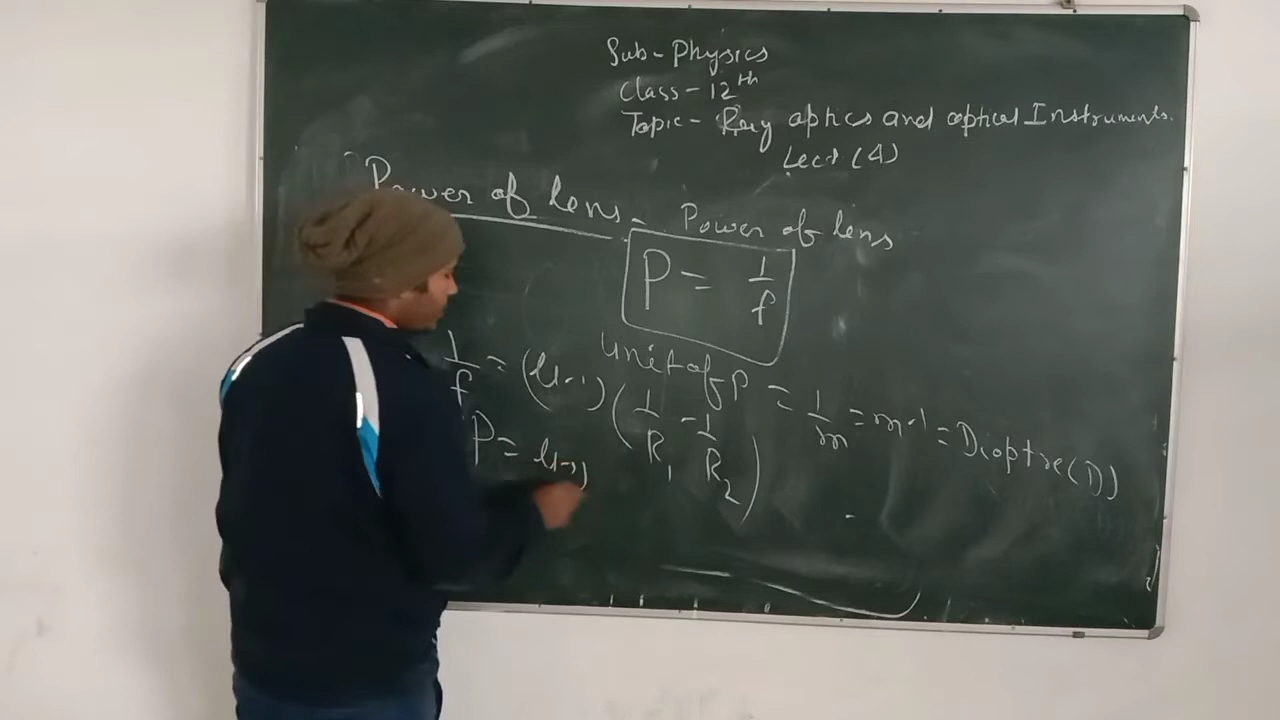 Sub - Physics
Class - 12th
Topic - Ray optics and optical Instruments.
Lect (4)
Power of lens -
Power of lens
P = 1/f
Unit of P = 1/m = m-1 = Dioptre (D)
1/f = (μ-1) (1/R1 - 1/R2)
P = μ-1)